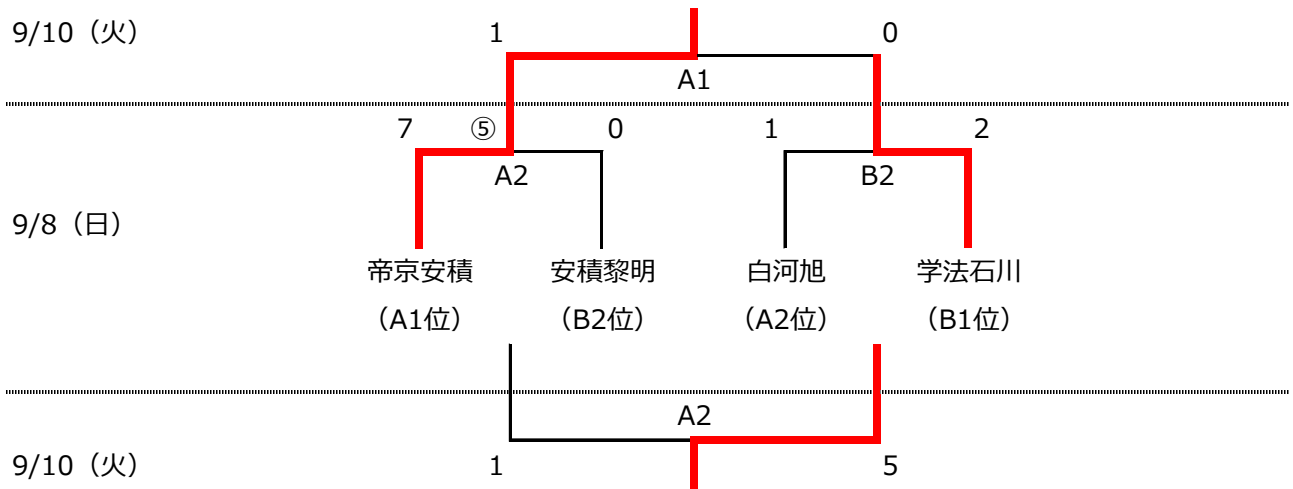 9/10（火） 1 0
A1
7 ⑤ 0 1 2
A2 B2
9/8（日）
帝京安積 安積黎明 白河旭 学法石川
（A1位） （B2位） （A2位） （B1位）
A2
9/10（火） 1 5